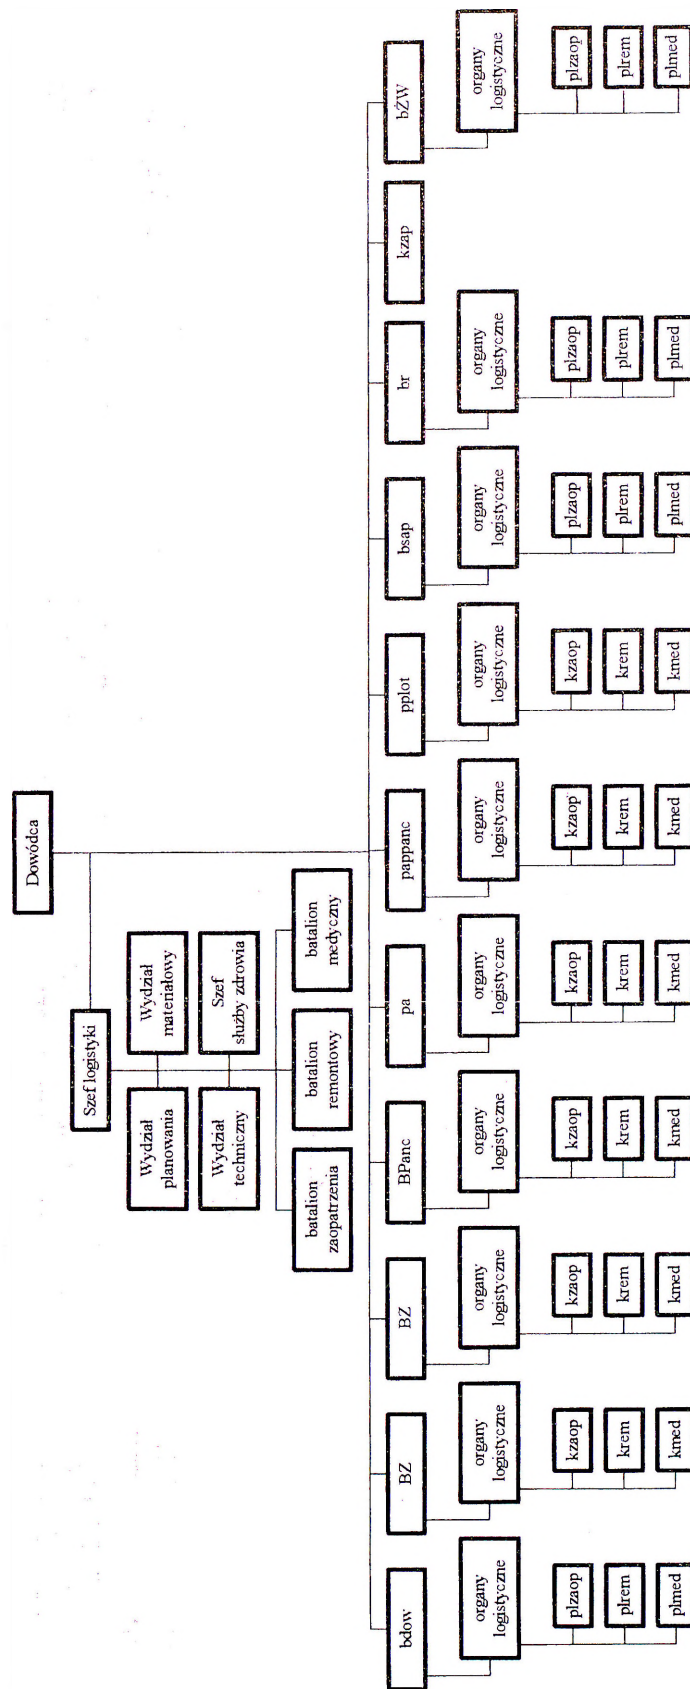 Dowódca
Szef logistyki
Wydział
planowania
Wydział
materiałowy
Wydział
techniczny
Szef
służby zdrowia
batalion
zaopatrzenia
batalion
remontowy
batalion
medyczny
bdow
BZ
BZ
BPanc
pa
pappanc
pplot
bsap
br
kzap
bŻW
organy
logistyczne
organy
logistyczne
organy
logistyczne
organy
logistyczne
organy
logistyczne
organy
logistyczne
organy
logistyczne
organy
logistyczne
organy
logistyczne
organy
logistyczne
plzaop
kzaop
kzaop
kzaop
kzaop
kzaop
kzaop
plzaop
plzaop
plzaop
plrem
krem
krem
krem
krem
krem
krem
plrem
plrem
plrem
plmed
kmed
kmed
kmed
kmed
kmed
kmed
plmed
plmed
plmed